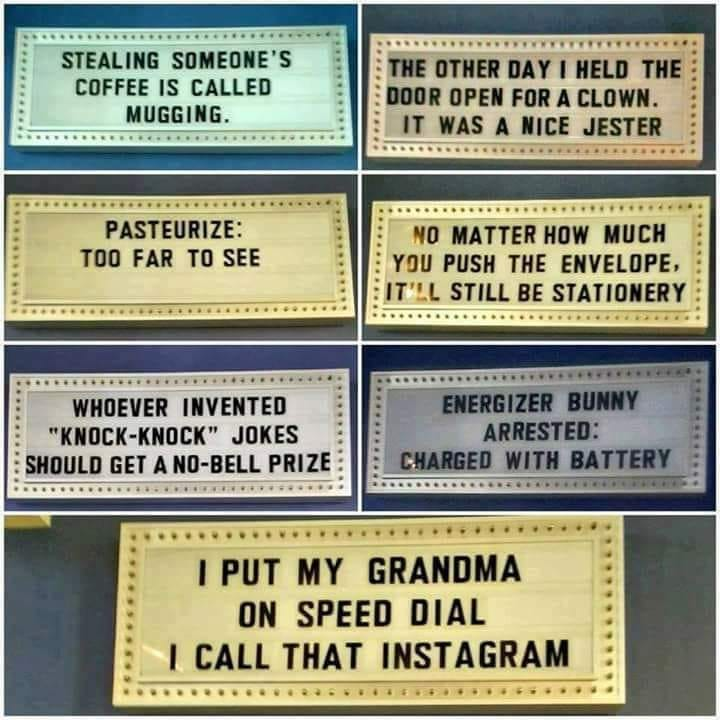 STEALING SOMEONE'S
COFFEE IS CALLED
MUGGING.
THE OTHER DAY I HELD THE
DOOR OPEN FOR A CLOWN.
IT WAS A NICE JESTER
PASTEURIZE:
TOO FAR TO SEE
NO MATTER HOW MUCH
YOU PUSH THE ENVELOPE,
IT'LL STILL BE STATIONERY
WHOEVER INVENTED
"KNOCK-KNOCK" JOKES
SHOULD GET A NO-BELL PRIZE
ENERGIZER BUNNY
ARRESTED:
CHARGED WITH BATTERY
I PUT MY GRANDMA
ON SPEED DIAL
I CALL THAT INSTAGRAM